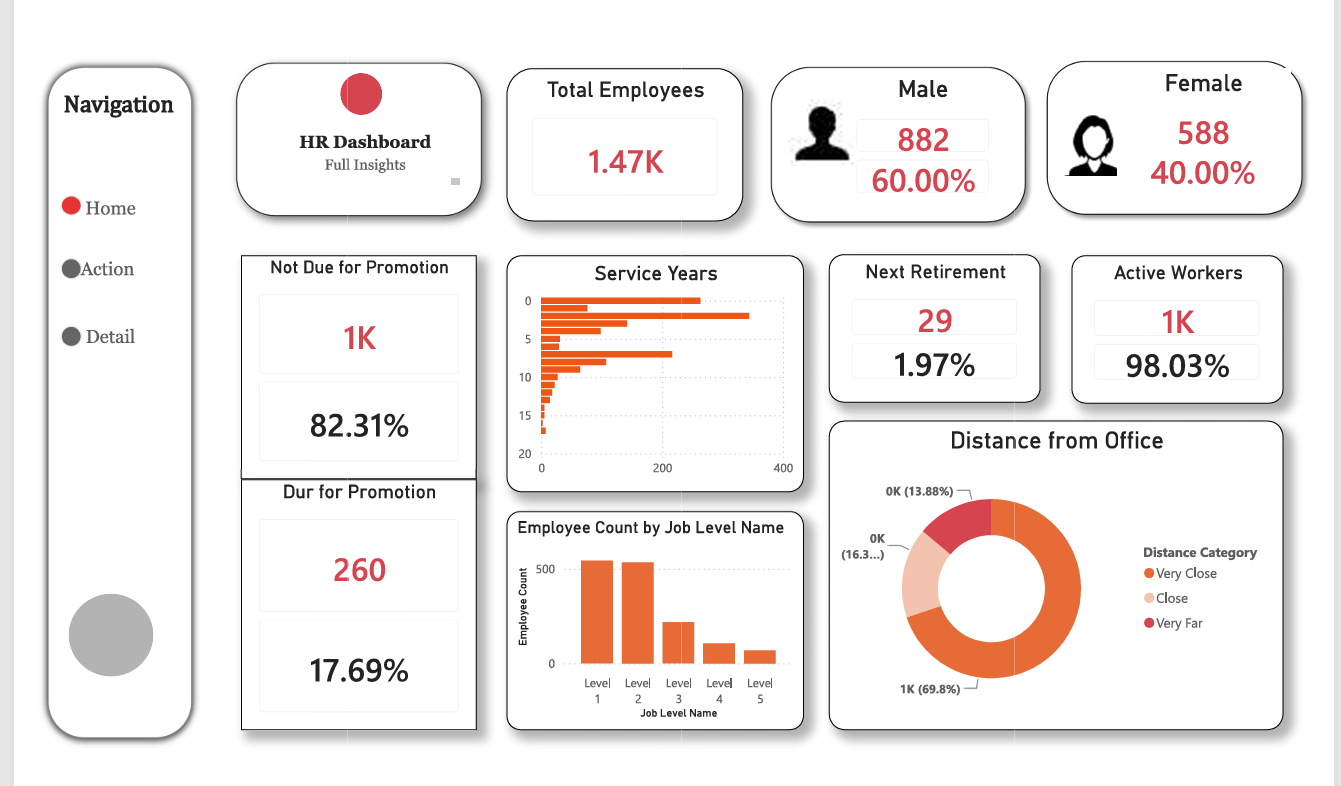 Navigation
Home
Action
Detail
HR Dashboard
Full Insights
Total Employees
1.47K
Male
882
60.00%
Female
588
40.00%
Not Due for Promotion
1K
82.31%
Dur for Promotion
260
17.69%
Service Years
0
5
10
15
20
0 200 400
Employee Count by Job Level Name
Employee Count
500
0
Level 1
Level 2
Level 3
Level 4
Level 5
Job Level Name
Next Retirement
29
1.97%
Active Workers
1K
98.03%
Distance from Office
0K (13.88%)
0K
(16.3...)
1K (69.8%)
Distance Category
Very Close
Close
Very Far